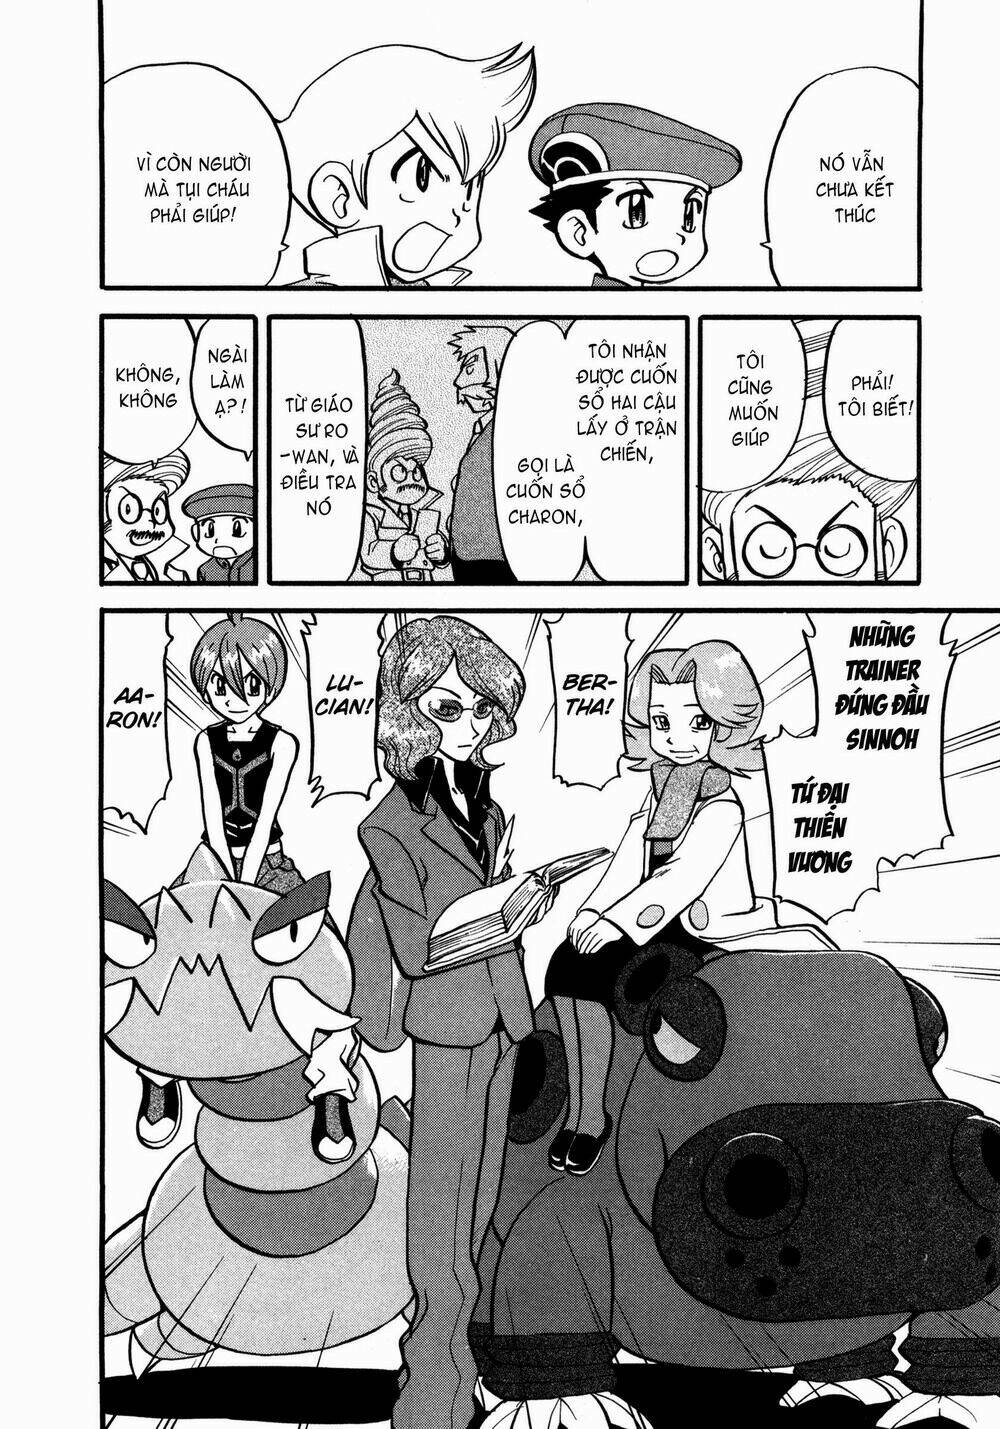 NÓ VẪN
CHƯA KẾT
THÚC
VÌ CÒN NGƯỜI
MÀ TỤI CHÁU
PHẢI GIÚP!
PHẢI!
TÔI BIẾT!
TÔI
CŨNG
MUỐN
GIÚP
TÔI NHẬN
ĐƯỢC CUỐN
SỔ HAI CẬU
LẤY Ở TRẬN
CHIẾN,
GỌI LÀ
CUỐN SỔ
CHARON,
TỪ GIÁO
SƯ RO
-WAN, VÀ
ĐIỀU TRA
NÓ
NGÀI
LÀM
Ạ?!
KHÔNG,
KHÔNG
NHỮNG
TRAINER
ĐỨNG ĐẦU
SINNOH
TỨ ĐẠI
THIÊN
VƯƠNG
BER-
THA!
LU-
CIAN!
AA-
RON!